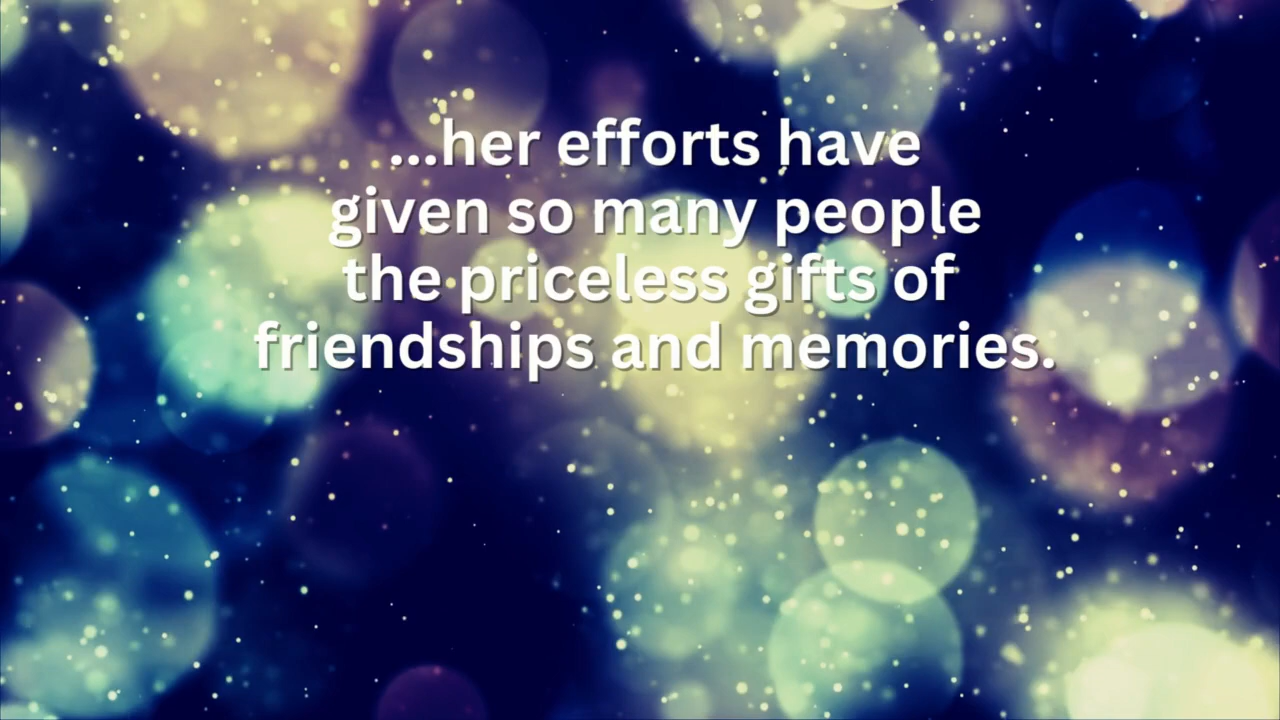 ...her efforts have
given so many people
the priceless gifts of
friendships and memories.